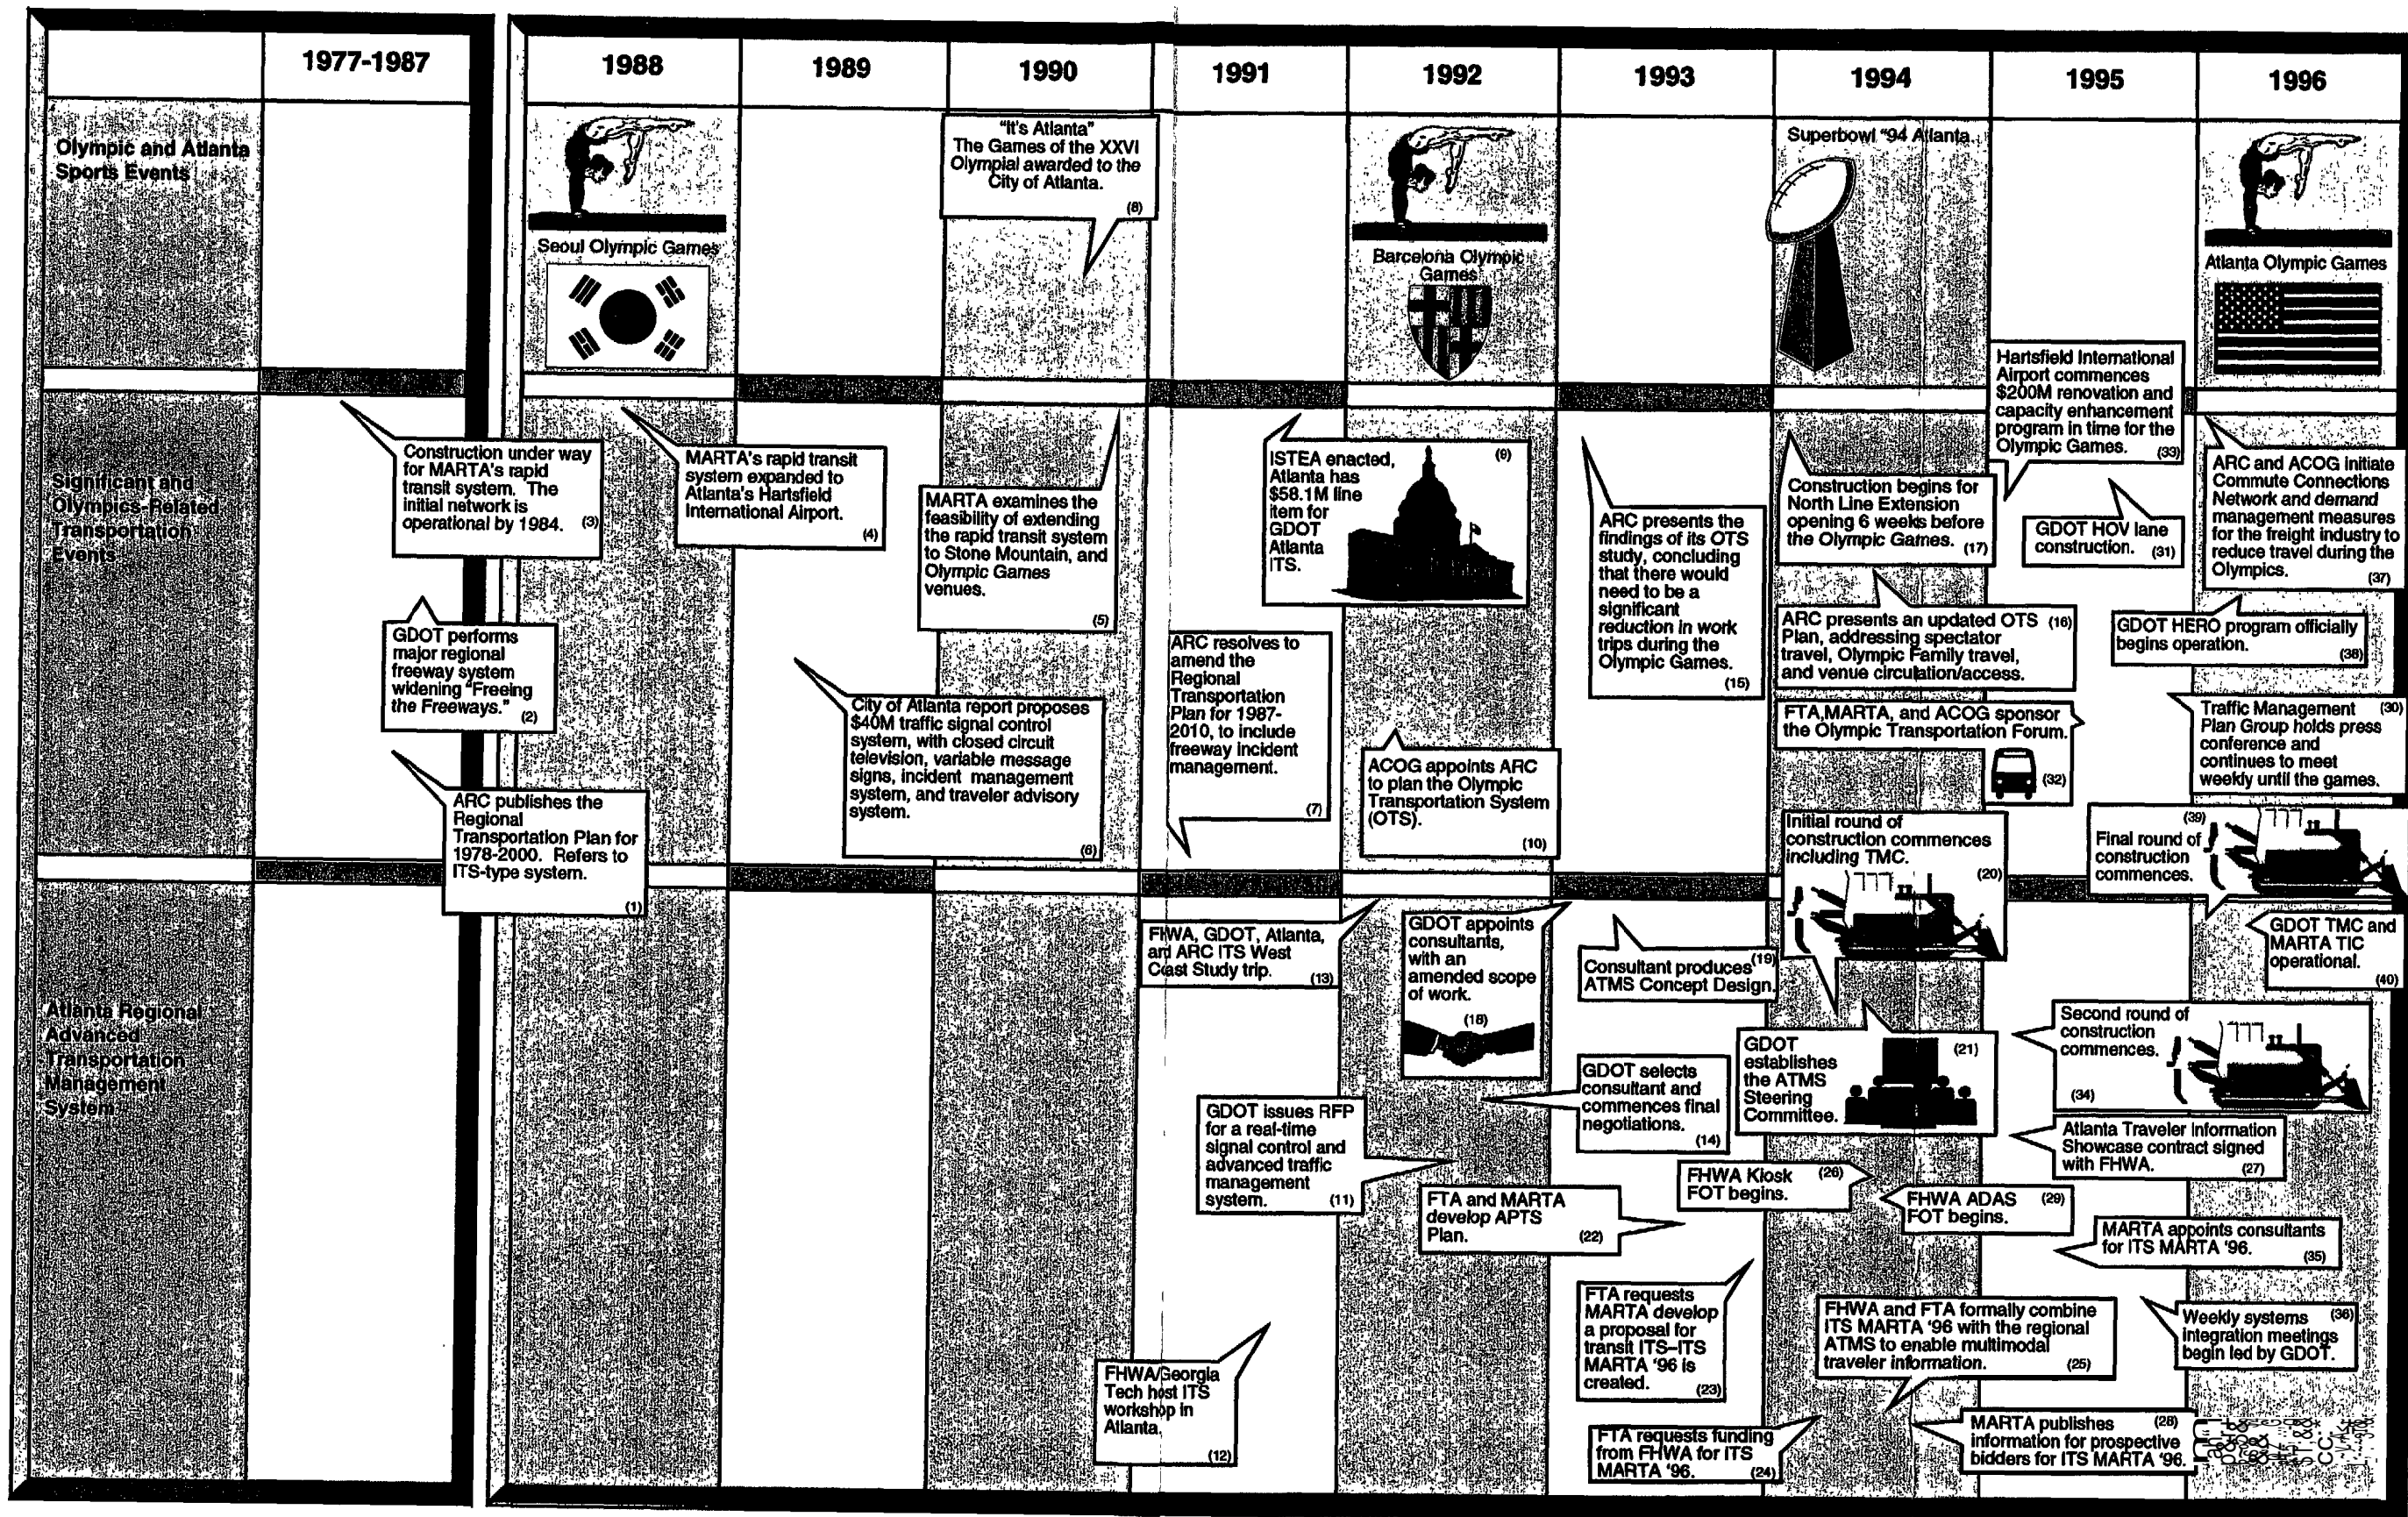 1977-1987
1988
1989
1990
1991
1992
1993
1994
1995
1996
Olympic and Atlanta
Sports Events
Seoul Olympic Games
"It's Atlanta"
The Games of the XXVI
Olympial awarded to the
City of Atlanta.
(8)
Barcelona Olympic
Games
Superbowl "94 Atlanta
Atlanta Olympic Games
Significant and
Olympics-Related
Transportation
Events
Construction under way
for MARTA's rapid
transit system. The
initial network is
operational by 1984. (3)
GDOT performs
major regional
freeway system
widening "Freeing
the Freeways." (2)
ARC publishes the
Regional
Transportation Plan for
1978-2000. Refers to
ITS-type system.
(1)
MARTA's rapid transit
system expanded to
Atlanta's Hartsfield
International Airport.
(4)
City of Atlanta report proposes
$40M traffic signal control
system, with closed circuit
television, variable message
signs, incident management
system, and traveler advisory
system.
(6)
MARTA examines the
feasibility of extending
the rapid transit system
to Stone Mountain, and
Olympic Games
venues.
(5)
ISTEA enacted,
Atlanta has
$58.1M line
item for
GDOT
Atlanta
ITS.
(9)
ARC resolves to
amend the
Regional
Transportation
Plan for 1987-
2010, to include
freeway incident
management.
(7)
ACOG appoints ARC
to plan the Olympic
Transportation System
(OTS).
(10)
ARC presents the
findings of its OTS
study, concluding
that there would
need to be a
significant
reduction in work
trips during the
Olympic Games.
(15)
Construction begins for
North Line Extension
opening 6 weeks before
the Olympic Games. (17)
ARC presents an updated OTS (16)
Plan, addressing spectator
travel, Olympic Family travel,
and venue circulation/access.
FTA,MARTA, and ACOG sponsor
the Olympic Transportation Forum.
(32)
Hartsfield International
Airport commences
$200M renovation and
capacity enhancement
program in time for the
Olympic Games. (33)
GDOT HOV lane
construction. (31)
ARC and ACOG initiate
Commute Connections
Network and demand
management measures
for the freight industry to
reduce travel during the
Olympics.
(37)
GDOT HERO program officially
begins operation.
(38)
Traffic Management (30)
Plan Group holds press
conference and
continues to meet
weekly until the games.
Initial round of
construction commences
including TMC.
(20)
(39)
Final round of
construction
commences.
Atlanta Regional
Advanced
Transportation
Management
System
FHWA, GDOT, Atlanta,
and ARC ITS West
Coast Study trip.
(13)
GDOT appoints
consultants,
with an
amended scope
of work.
(18)
(19)
Consultant produces
ATMS Concept Design.
GDOT TMC and
MARTA TIC
operational.
(40)
GDOT
establishes
the ATMS
Steering
Committee.
(21)
Second round of
construction
commences.
(34)
GDOT selects
consultant and
commences final
negotiations.
(14)
GDOT issues RFP
for a real-time
signal control and
advanced traffic
management
system. (11)
Atlanta Traveler Information
Showcase contract signed
with FHWA. (27)
FHWA Kiosk (26)
FOT begins.
FTA and MARTA
develop APTS
Plan. (22)
FHWA ADAS (29)
FOT begins.
MARTA appoints consultants
for ITS MARTA '96. (35)
FTA requests
MARTA develop
a proposal for
transit ITS–ITS
MARTA '96 is
created. (23)
FHWA and FTA formally combine
ITS MARTA '96 with the regional
ATMS to enable multimodal
traveler information. (25)
Weekly systems (36)
integration meetings
begin led by GDOT.
FHWA/Georgia
Tech host ITS
workshop in
Atlanta.
(12)
FTA requests funding
from FHWA for ITS
MARTA '96. (24)
MARTA publishes (28)
information for prospective
bidders for ITS MARTA '96.